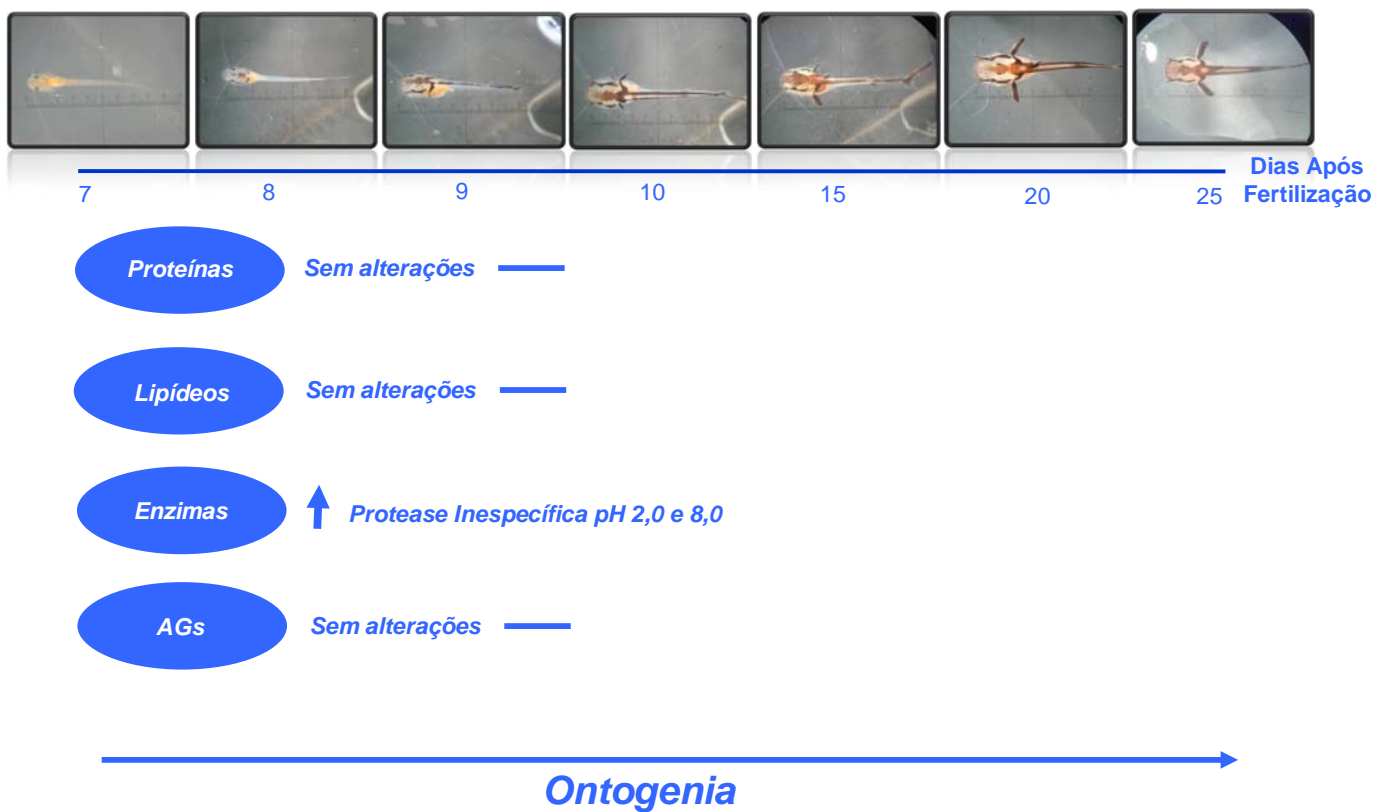 7 8 9 10 15 20 25
Dias Após
Fertilização
Proteínas Sem alterações
Lipídeos Sem alterações
Enzimas Protease Inespecífica pH 2,0 e 8,0
AGs Sem alterações
Ontogenia